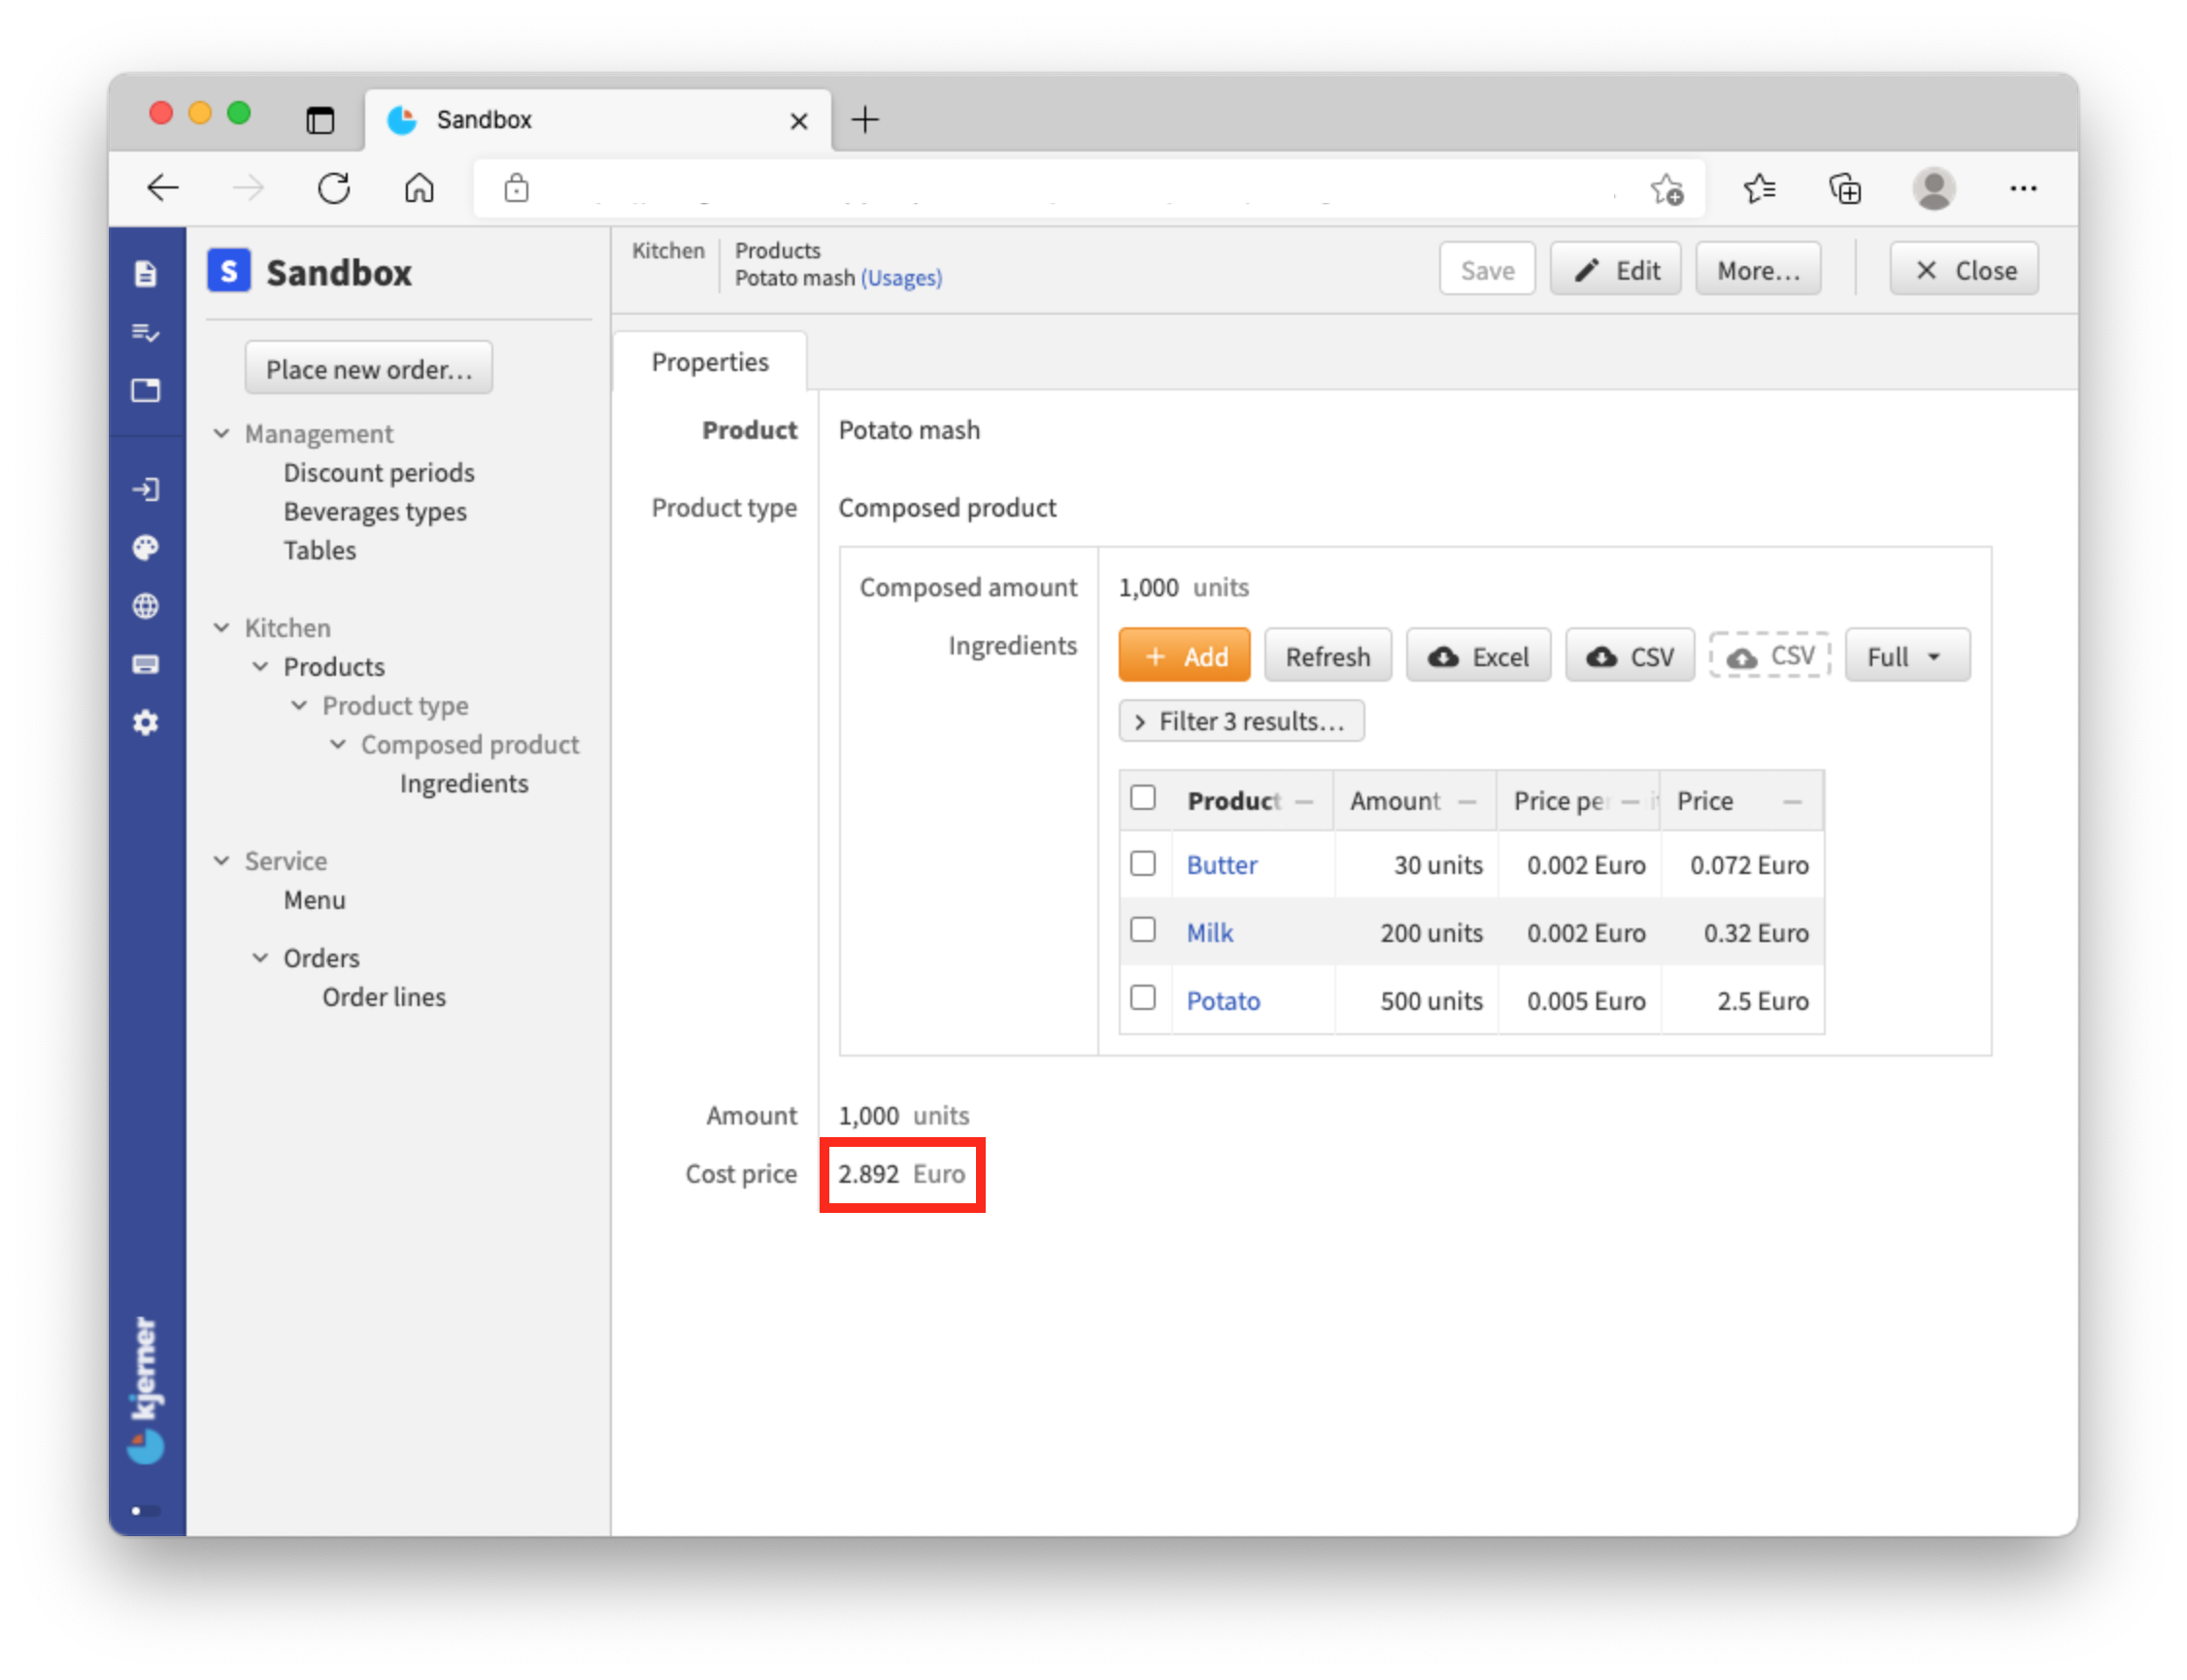 Sandbox
S Sandbox
Place new order...
Management
Discount periods
Beverages types
Tables
Kitchen
Products
Product type
Composed product
Ingredients
Service
Menu
Orders
Order lines
kjerner
Kitchen
Products
Potato mash (Usages)
Save
Edit
More...
Close
Properties
Product Potato mash
Product type Composed product
Composed amount 1,000 units
Ingredients
+ Add Refresh Excel CSV CSV Full
Filter 3 results...
Product Amount Price pe Price
Butter 30 units 0.002 Euro 0.072 Euro
Milk 200 units 0.002 Euro 0.32 Euro
Potato 500 units 0.005 Euro 2.5 Euro
Amount 1,000 units
Cost price 2.892 Euro